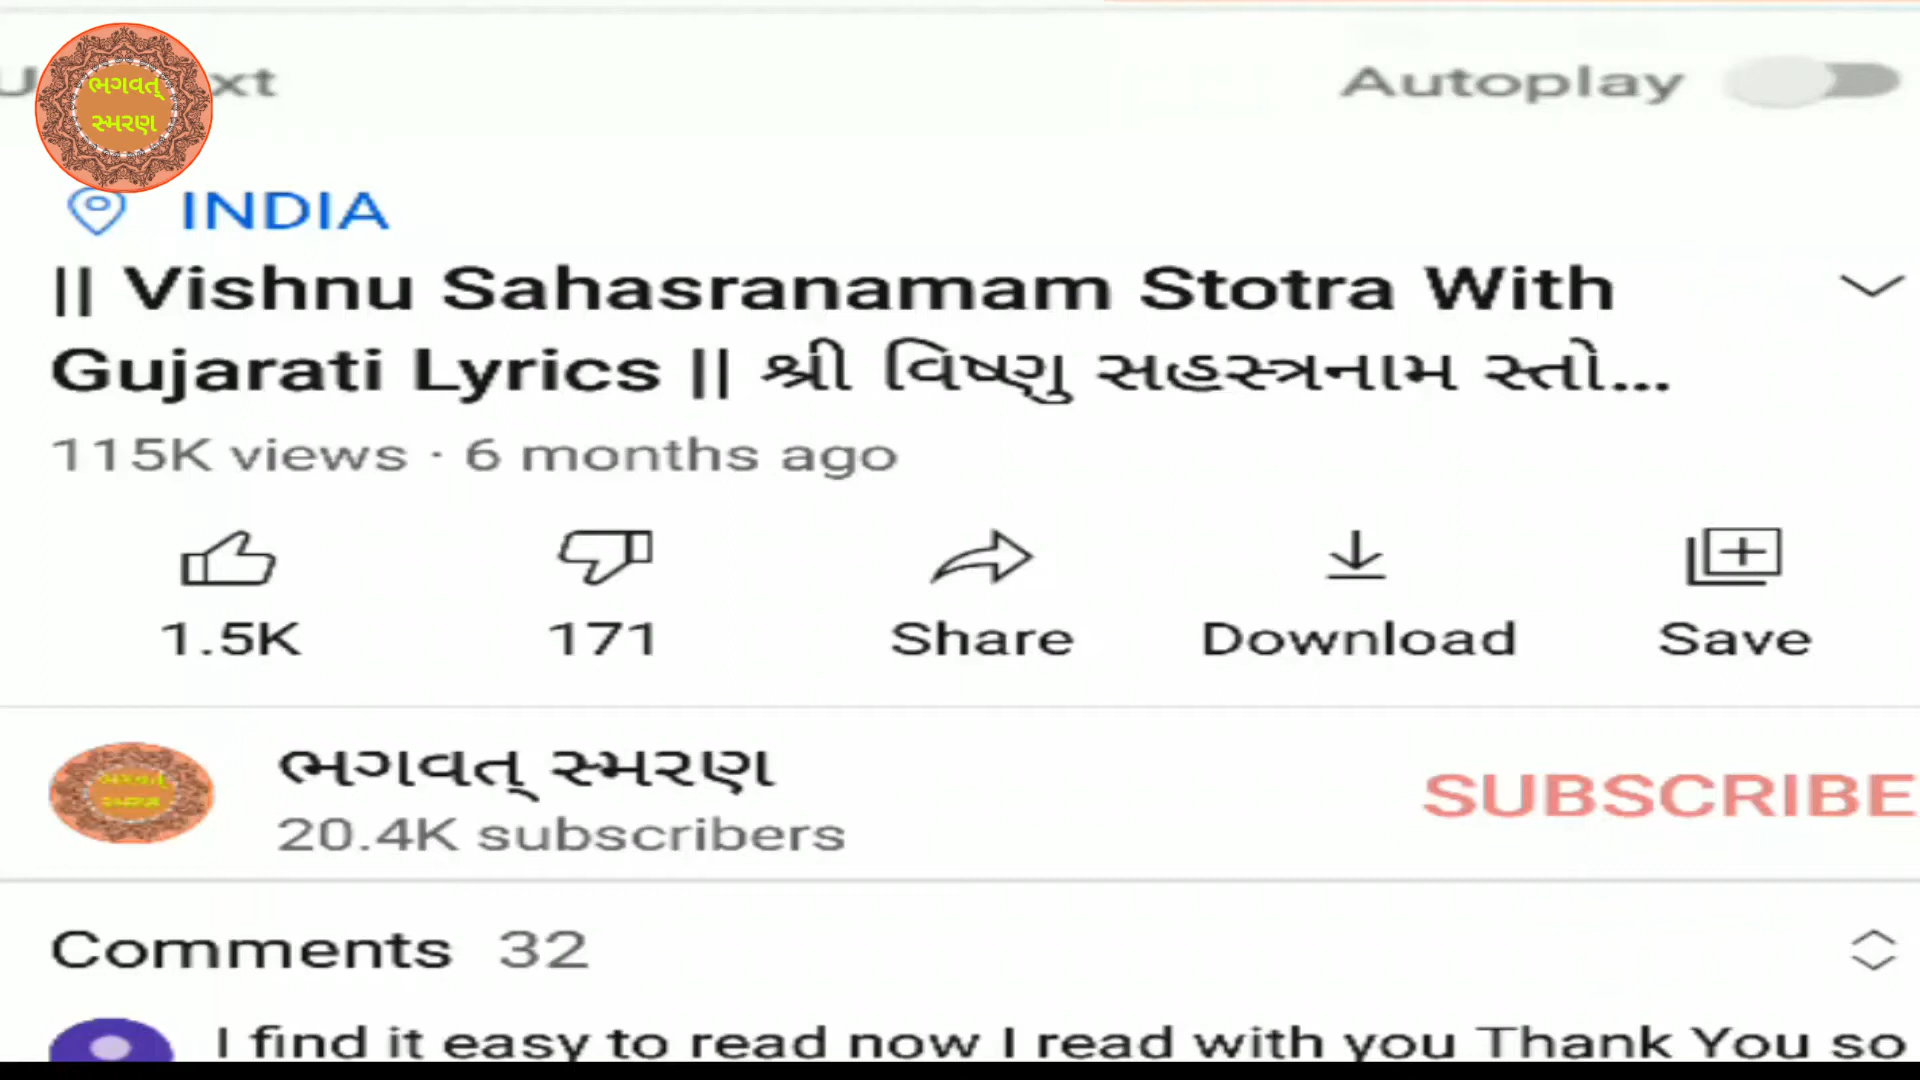 ભગવત્
સ્મરણ
xt
Autoplay
INDIA
|| Vishnu Sahasranamam Stotra With
Gujarati Lyrics || શ્રી વિષ્ણુ સહસ્ત્રનામ સ્તો...
115K views · 6 months ago
1.5K
171
Share
Download
Save
ભગવત્ સ્મરણ
20.4K subscribers
SUBSCRIBE
Comments 32
I find it easy to read now I read with you Thank You so